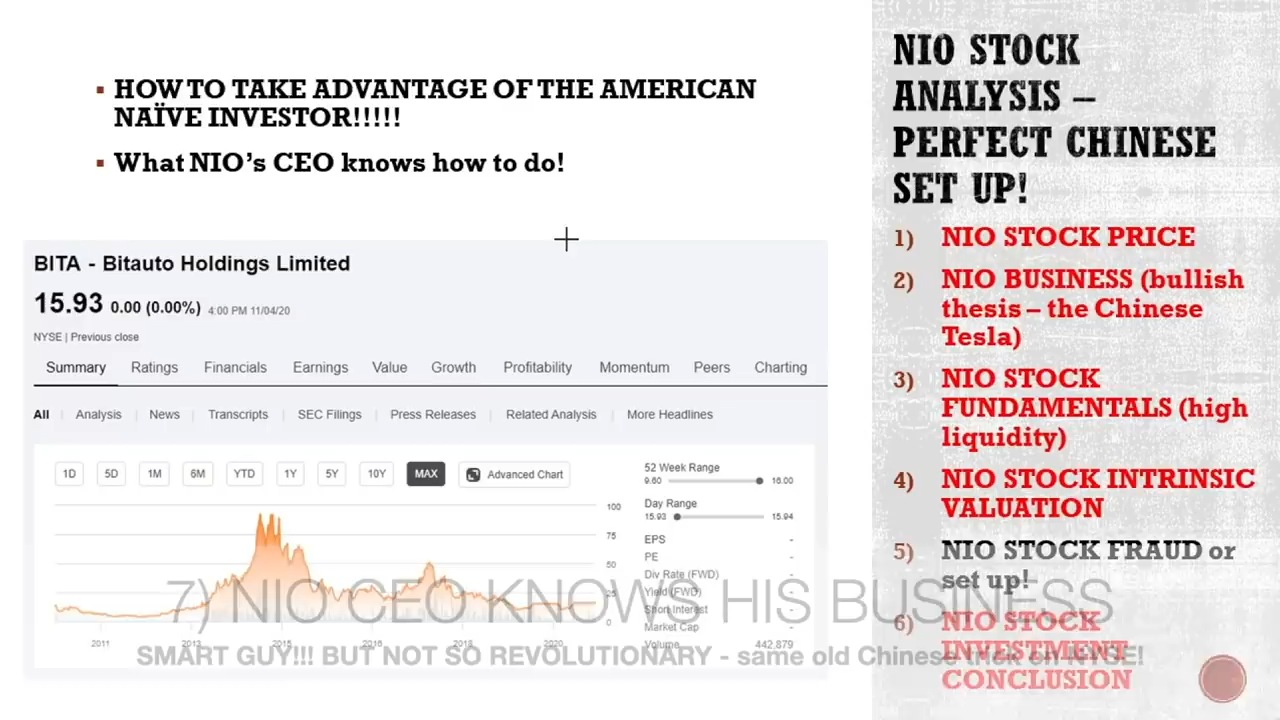 HOW TO TAKE ADVANTAGE OF THE AMERICAN
NAÏVE INVESTOR!!!!!
What NIO's CEO knows how to do!
BITA - Bitauto Holdings Limited
15.93 0.00 (0.00%) 4:00 PM 11/04/20
NYSE | Previous close
Summary Ratings Financials Earnings Value Growth Profitability Momentum Peers Charting
All Analysis News Transcripts SEC Filings Press Releases Related Analysis More Headlines
1D 5D 1M 6M YTD 1Y 5Y 10Y MAX Advanced Chart
100
75
50
25
0
2011 2013 2015 2016 2018 2020
52 Week Range
9.60 16.00
Day Range
15.93 15.94
EPS -
PE -
Div Rate (FWD) -
Yield (FWD) -
Short Interest -
Market Cap -
Volume 442,879
NIO STOCK
ANALYSIS –
PERFECT CHINESE
SET UP!
1) NIO STOCK PRICE
2) NIO BUSINESS (bullish
thesis – the Chinese
Tesla)
3) NIO STOCK
FUNDAMENTALS (high
liquidity)
4) NIO STOCK INTRINSIC
VALUATION
5) NIO STOCK FRAUD or
set up!
6) NIO STOCK
INVESTMENT
CONCLUSION
7) NIO CEO KNOWS HIS BUSINESS
SMART GUY!!! BUT NOT SO REVOLUTIONARY - same old Chinese trick on NYSE!